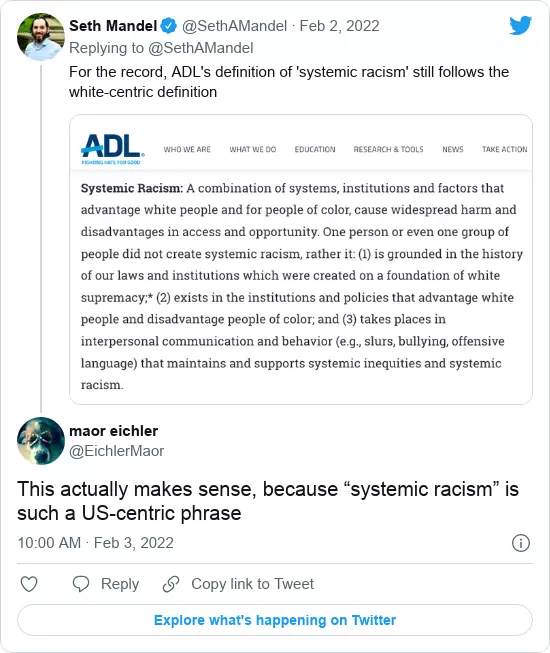 Seth Mandel @SethAMandel · Feb 2, 2022
Replying to @SethAMandel
For the record, ADL's definition of 'systemic racism' still follows the
white-centric definition
ADL
FIGHTING HATE FOR GOOD
WHO WE ARE WHAT WE DO EDUCATION RESEARCH & TOOLS NEWS TAKE ACTION
Systemic Racism: A combination of systems, institutions and factors that
advantage white people and for people of color, cause widespread harm and
disadvantages in access and opportunity. One person or even one group of
people did not create systemic racism, rather it: (1) is grounded in the history
of our laws and institutions which were created on a foundation of white
supremacy;* (2) exists in the institutions and policies that advantage white
people and disadvantage people of color; and (3) takes places in
interpersonal communication and behavior (e.g., slurs, bullying, offensive
language) that maintains and supports systemic inequities and systemic
racism.
maor eichler
@EichlerMaor
This actually makes sense, because “systemic racism” is
such a US-centric phrase
10:00 AM · Feb 3, 2022
Reply Copy link to Tweet
Explore what's happening on Twitter